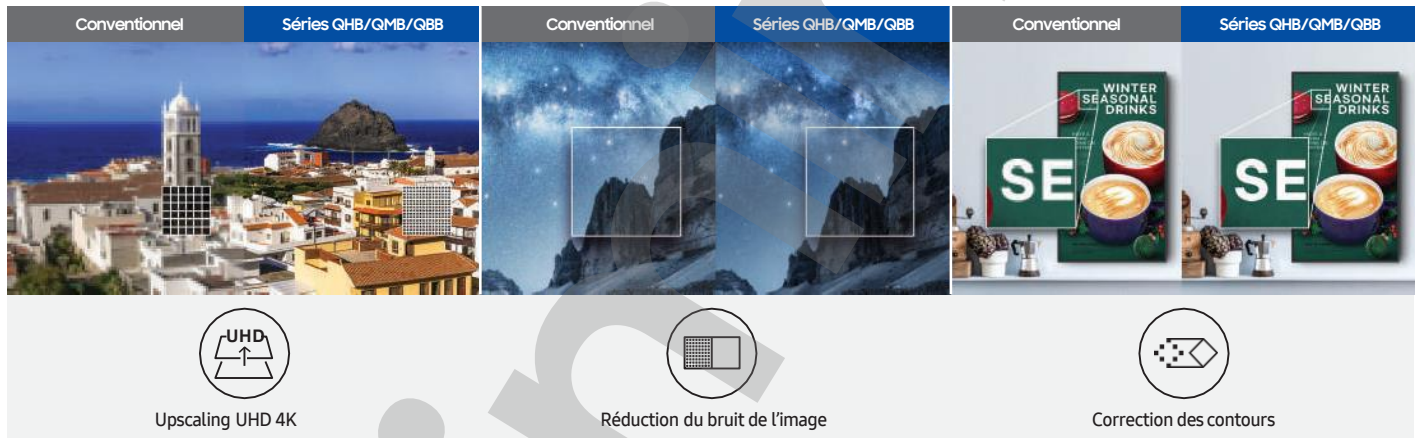 Conventionnel
Séries QHB/QMB/QBB
Conventionnel
Séries QHB/QMB/QBB
Conventionnel
Séries QHB/QMB/QBB
WINTER
SEASONAL
DRINKS
SE
WINTER
SEASONAL
DRINKS
SE
UHD
Upscaling UHD 4K
Réduction du bruit de l'image
Correction des contours